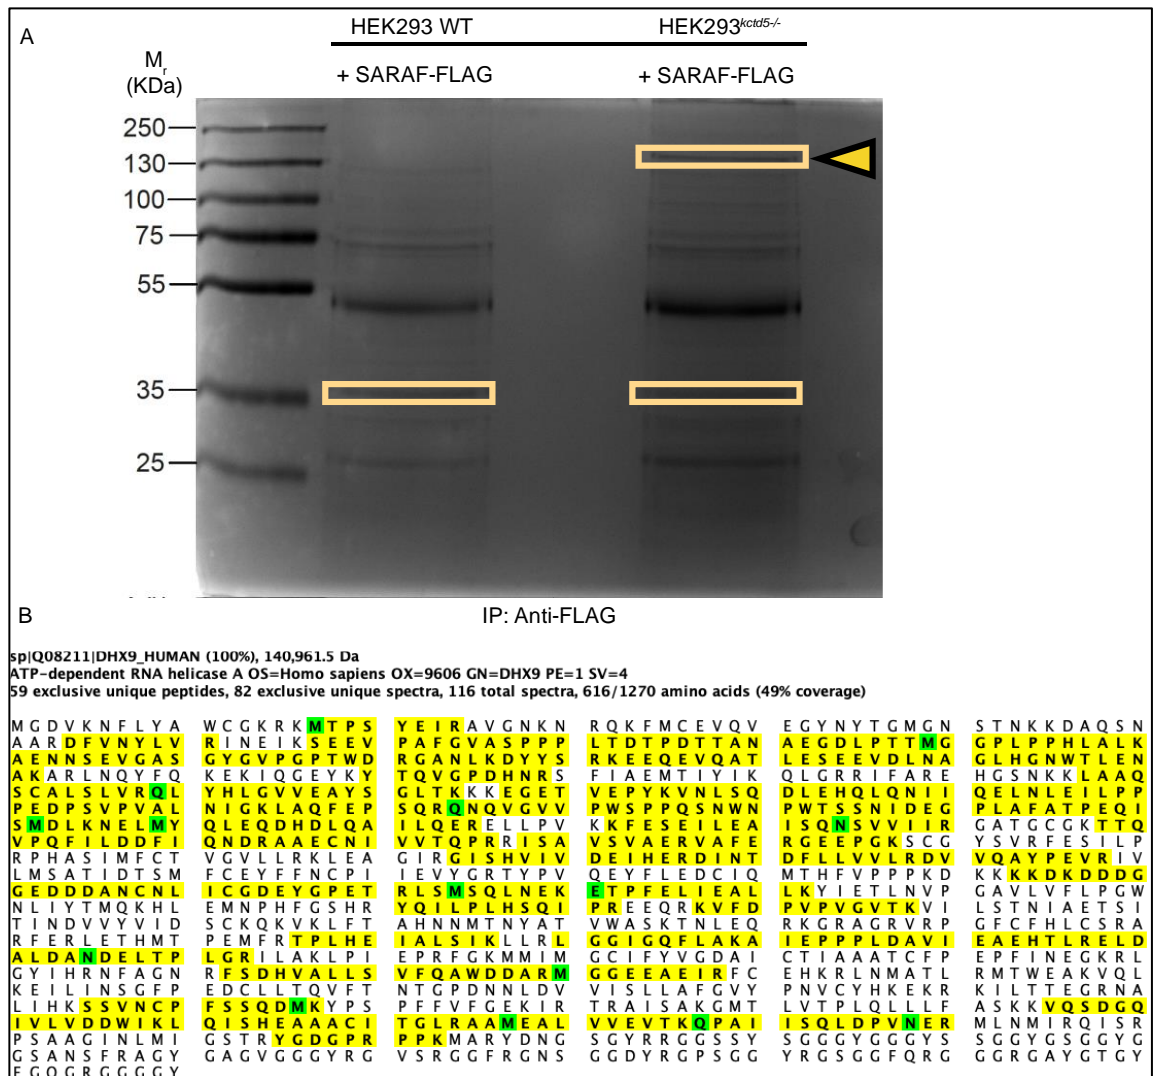 A
HEK293 WT
HEK293kctd5-/-
Mr
(KDa)
+ SARAF-FLAG
+ SARAF-FLAG
250
130
100
75
55
35
25
B
IP: Anti-FLAG
sp|Q08211|DHX9_HUMAN (100%), 140,961.5 Da
ATP-dependent RNA helicase A OS=Homo sapiens OX=9606 GN=DHX9 PE=1 SV=4
59 exclusive unique peptides, 82 exclusive unique spectra, 116 total spectra, 616/1270 amino acids (49% coverage)
MGDVKNFLYA WCGKRKMTPS YEIRAVGNKN RQKFMCEVQV EGYNYTGMGN STNKKDAQSN
AARDFVNYLV RINEIKSEEV PAFGVASPPP LTDTPDTTAN AEGDLPTTMG GPLPPHLALK
AENNSEVGAS GYGVPGPTWD RGANLKDYYS RKEEQEVQAT LESEEVDLNA GLHGNWTLEN
AKARLNQYFQ KEKIQGEYKY TQVGPDHNRS FIAEMTIYIK QLGRRIFARE HGSNKKLAAQ
SCALSLVRQL YHLGVVEAYS GLTKKKEGET VEPYKVNLSQ DLEHQLQNII QELNLEILPP
PEDPSVPVAL NIGKLAQFEP SQRQNQVGVV PWSPPQSNWN PWTSSNIDEG PLAFATPEQI
SMDLKNELMY QLEQDHDLQA ILQERELLPV KKFESEILEA ISQNSVVIIR GATGCGKTTQ
VPQFILDDFI QNDRAAECNI VVTQPRRISA VSVAERVAFE RGEEPGKSCG YSVRFESILP
RPHASIMFCT VGVLLRKLEA GIRGISHVIV DEIHERDINT DFLLVVLRDV VQAYPEVRIV
LMSATIDTSM FCEYFFNCPI IEVYGRTYPV QEYFLEDCIQ MTHFVPPPKD KKKKDKDDDG
GEDDDANCNL ICGDEYGPET RLSMSQLNEK ETPFELIEAL LKYIETLNVP GAVLVFLPGW
NLIYTMQKHL EMNPHFGSHR YQILPLHSQI PREEQRKVFD PVPVGVTKVI LSTNIAETSI
TINDVVYVID SCKQKVKLFT AHNNMTNYAT VWASKTNLEQ RKGRAGRVRP GFCFHLCSRA
RFERLETHMT PEMFRTPLHE IALSIKLLRL GGIGQFLAKA IEPPPLDAVI EAEHTLRELD
ALDANDELTP LGRILAKLPI EPRFGKMMIM GCIFYVGDAI CTIAAATCFP EPFINEGKRL
GYIHRNFAGN RFSDHVALLS VFQAWDDARM GGEEAEIRFC EHKRLNMATL RMTWEAKVQL
KEILINSGFP EDCLLTQVFT NTGPDNNLDV VISLLAFGVY PNVCYHKEKR KILTTEGRNA
LIHKSSVNCP FSSQDMKYPS PFFVFGEKIR TRAISAKGMT LVTPLQLLLF ASKKVQSDGQ
IVLVDDWIKL QISHEAAACI TGLRAAMEAL VVEVTKQPAI ISQLDPVNER MLNMIRQISR
PSAAGINLMI GSTRYGDGPR PPKMARYDNG SGYRRGGSSY SGGGYGGGYS SGGYGSGGYG
GSANSFRAGY GAGVGGGYRG VSRGGFRGNS GGDYRGPSGG YRGSGGFQRG GGRGAYGTGY
FGQGRGGGGY